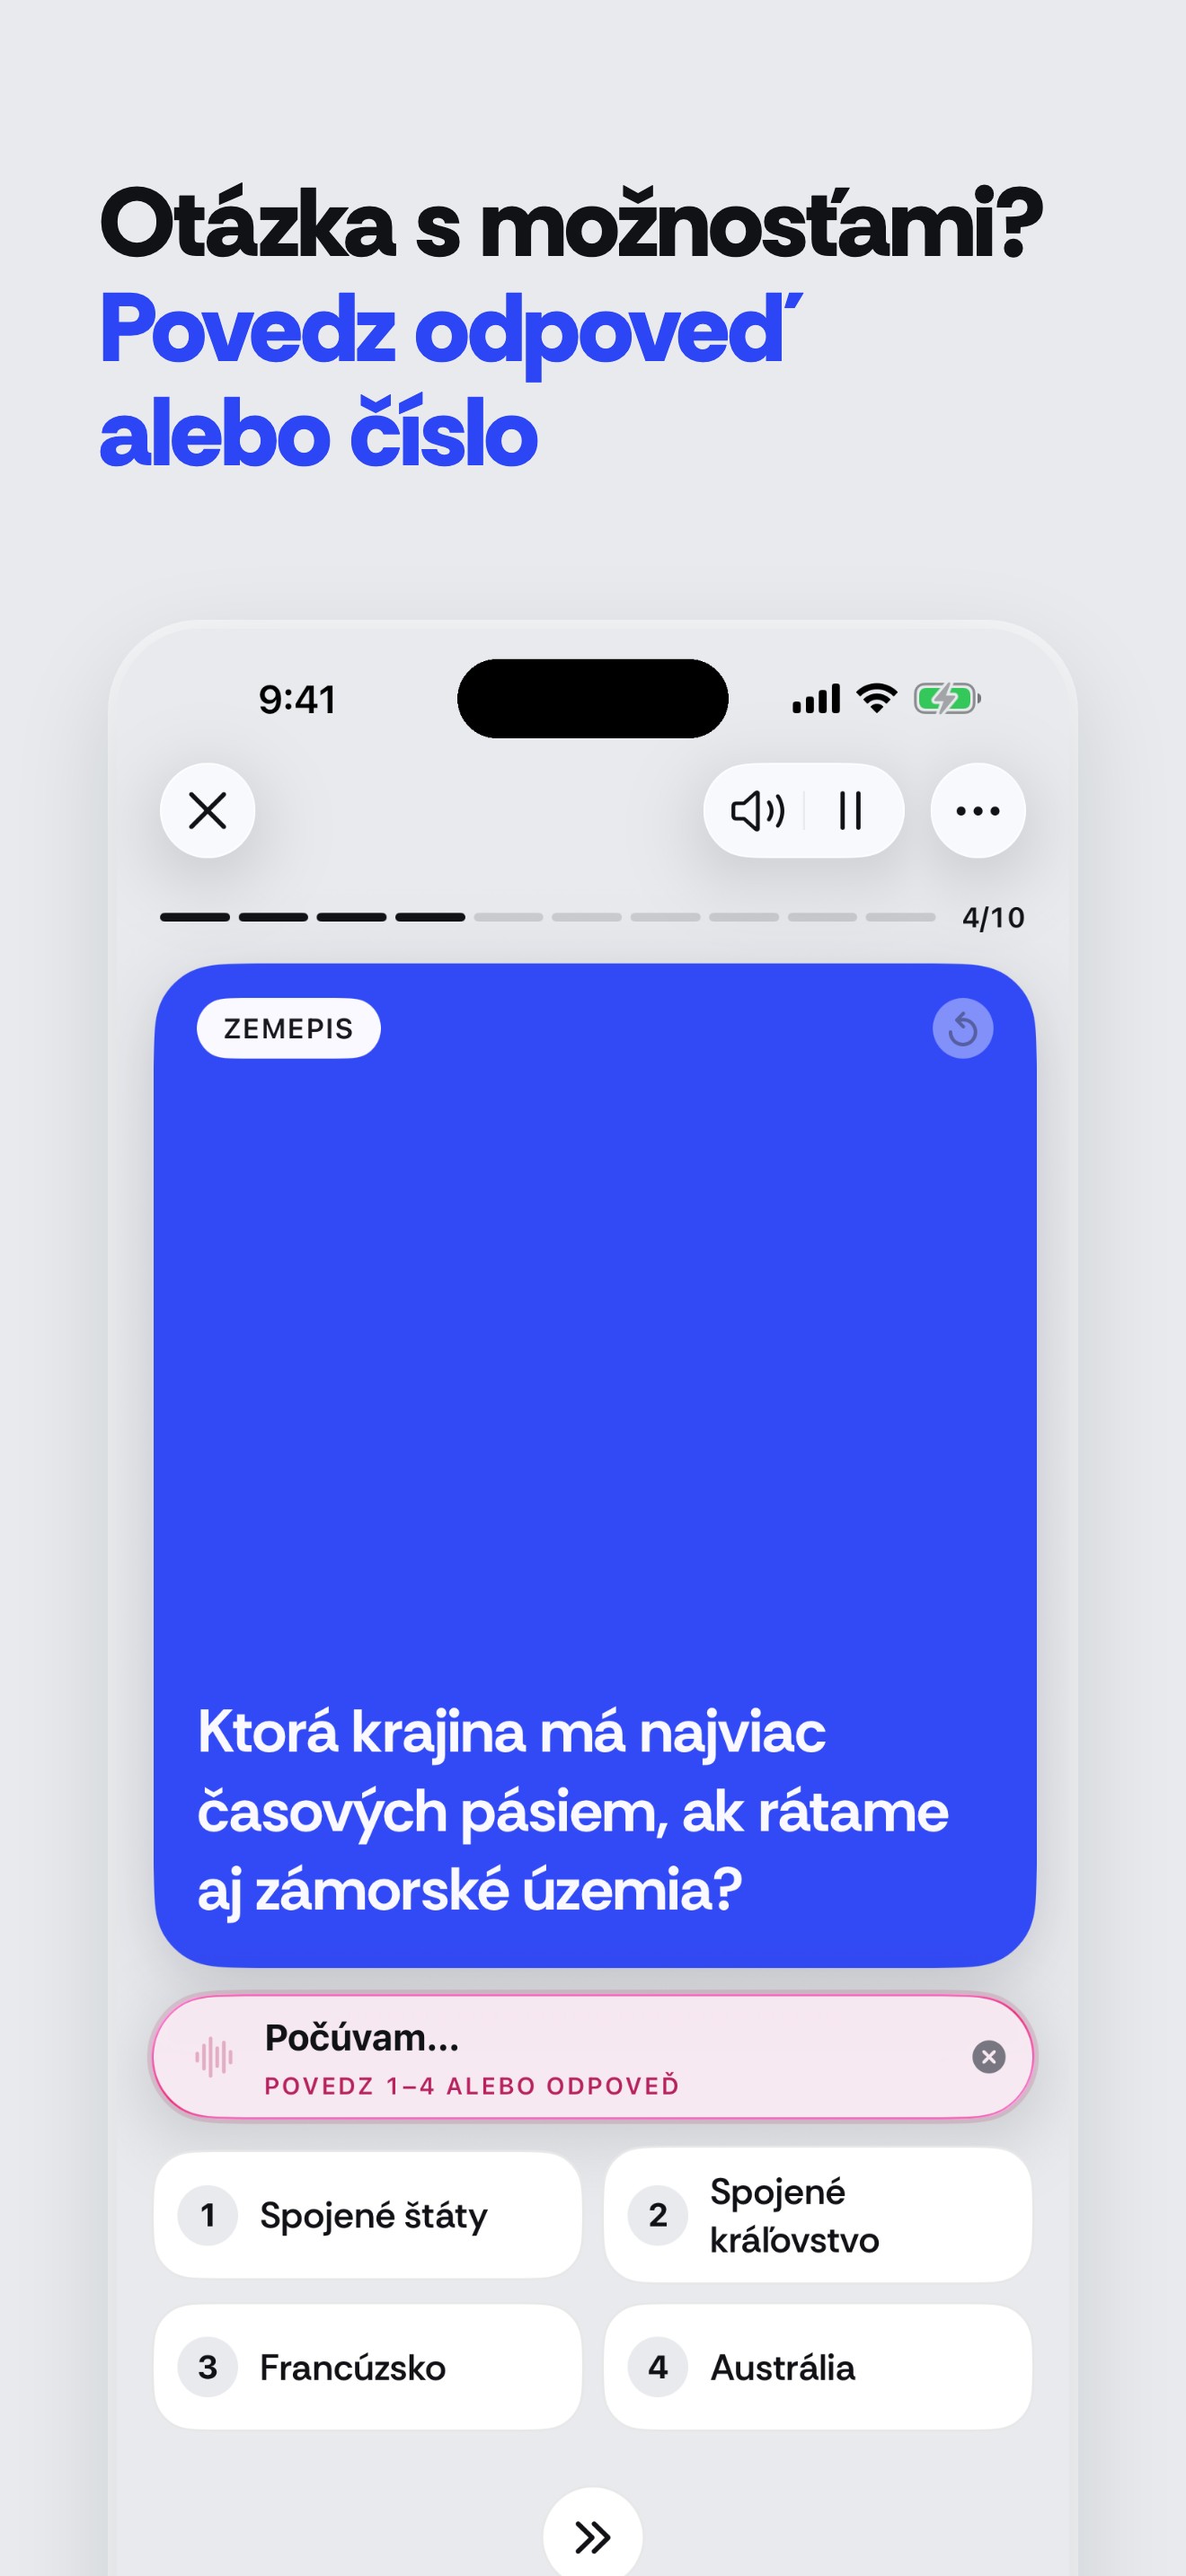 Otázka s možnosťami?
Povedz odpoveď
alebo číslo
9:41
4/10
ZEMEPIS
Ktorá krajina má najviac
časových pásiem, ak rátame
aj zámorské územia?
Počúvam...
POVEDZ 1–4 ALEBO ODPOVEĎ
1 Spojené štáty
2 Spojené
kráľovstvo
3 Francúzsko
4 Austrália